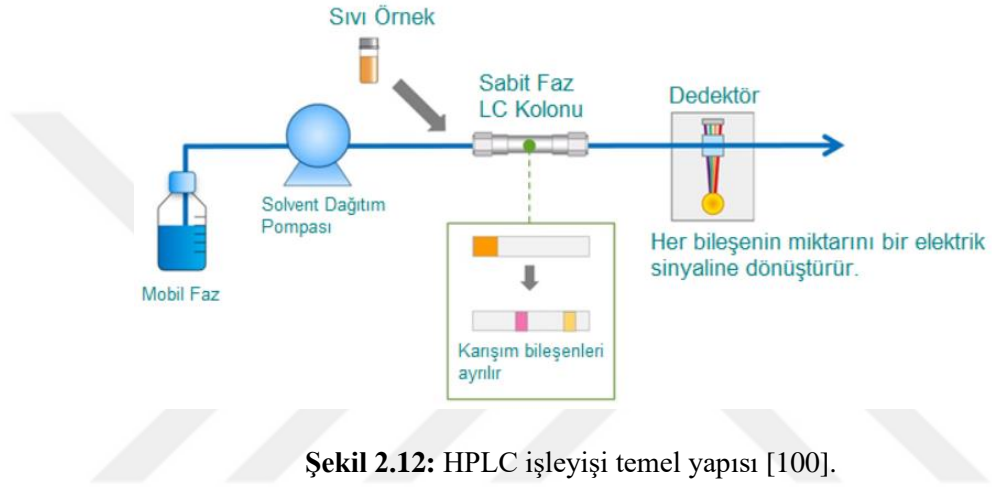 Sıvı Örnek
Sabit Faz
LC Kolonu
Dedektör
Solvent Dağıtım
Pompası
Mobil Faz
Her bileşenin miktarını bir elektrik
sinyaline dönüştürür.
Karışım bileşenleri
ayrılır
Şekil 2.12: HPLC işleyişi temel yapısı [100].